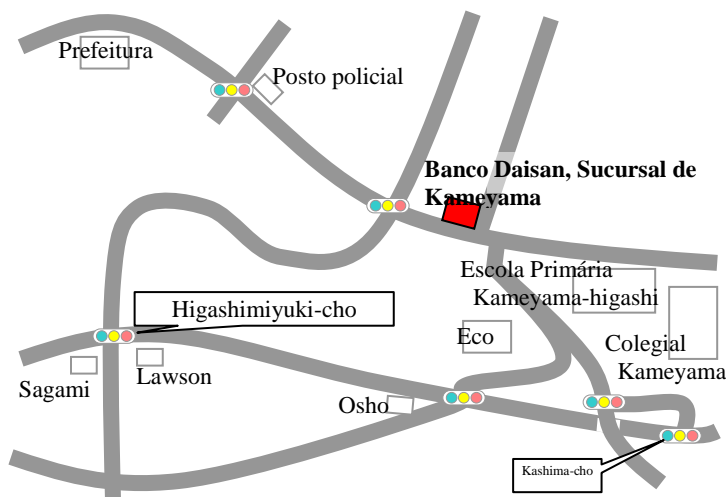 Prefeitura
Posto policial
Banco Daisan, Sucursal de
Kameyama
Escola Primária
Kameyama-higashi
Higashimiyuki-cho
Eco
Colegial
Kameyama
Sagami
Lawson
Osho
Kashima-cho